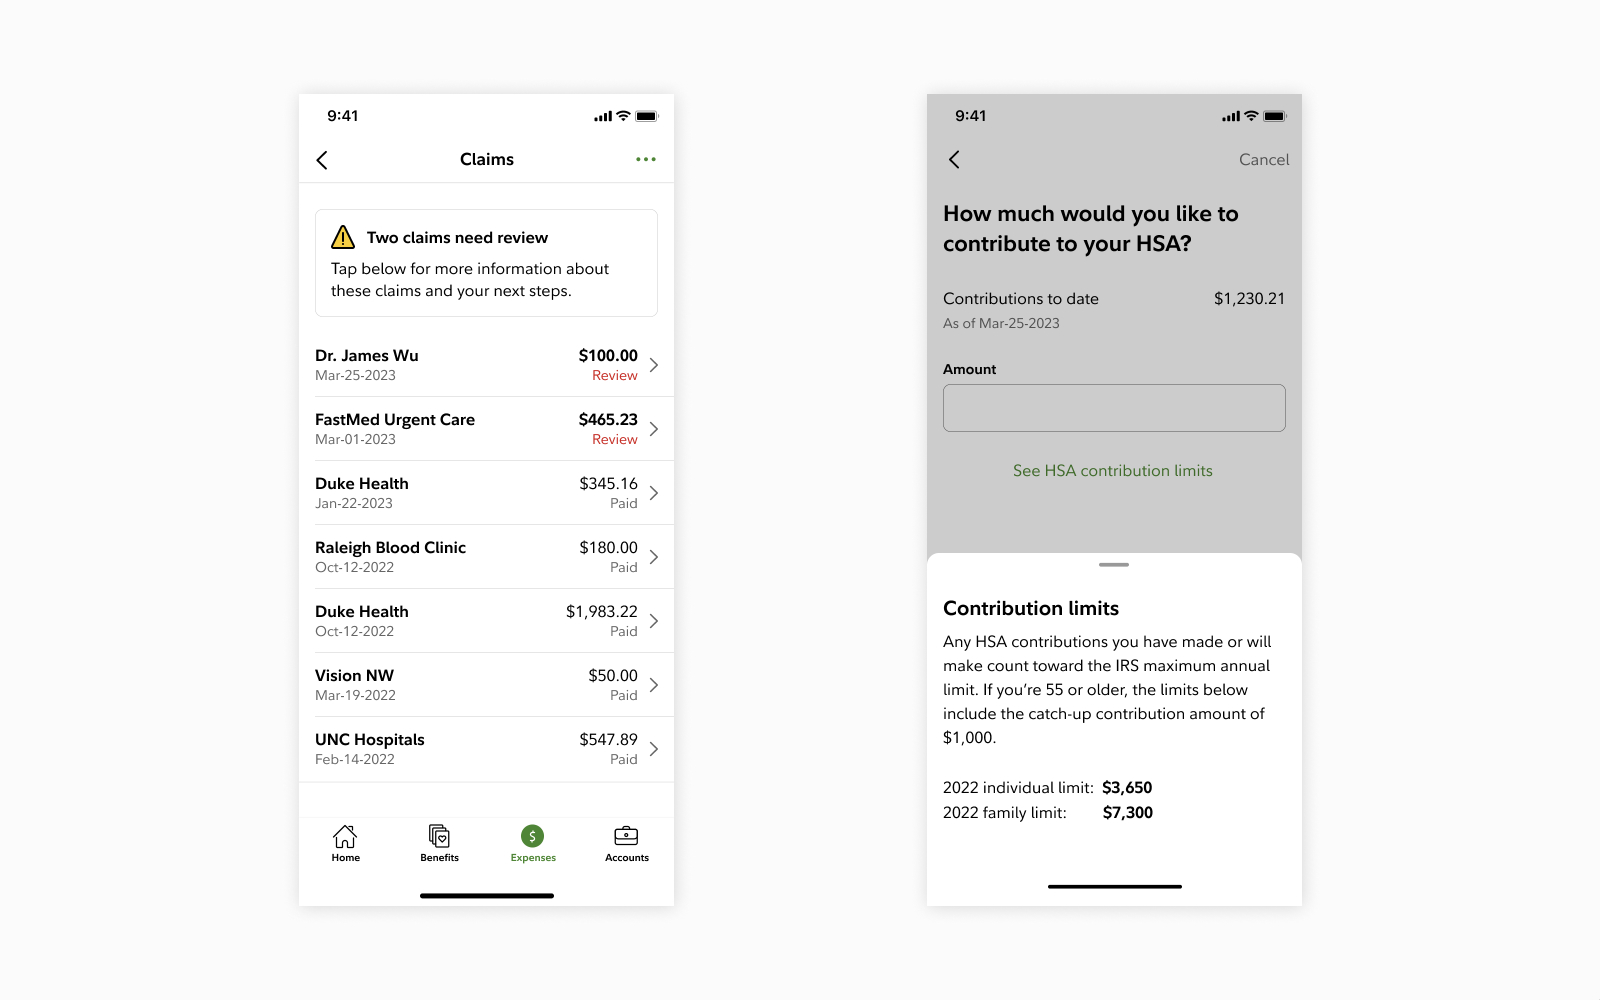 9:41
Claims
Two claims need review
Tap below for more information about
these claims and your next steps.
Dr. James Wu $100.00
Mar-25-2023 Review
FastMed Urgent Care $465.23
Mar-01-2023 Review
Duke Health $345.16
Jan-22-2023 Paid
Raleigh Blood Clinic $180.00
Oct-12-2022 Paid
Duke Health $1,983.22
Oct-12-2022 Paid
Vision NW $50.00
Mar-19-2022 Paid
UNC Hospitals $547.89
Feb-14-2022 Paid
$
Home Benefits Expenses Accounts
9:41
Cancel
How much would you like to
contribute to your HSA?
Contributions to date $1,230.21
As of Mar-25-2023
Amount
See HSA contribution limits
Contribution limits
Any HSA contributions you have made or will
make count toward the IRS maximum annual
limit. If you’re 55 or older, the limits below
include the catch-up contribution amount of
$1,000.
2022 individual limit: $3,650
2022 family limit: $7,300